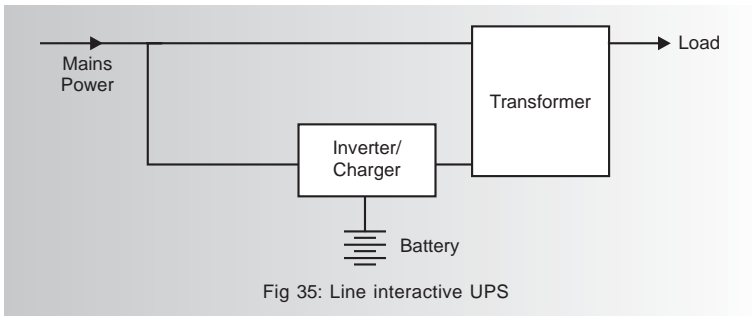 Mains
Power
Load
Transformer
Inverter/
Charger
Battery
Fig 35: Line interactive UPS